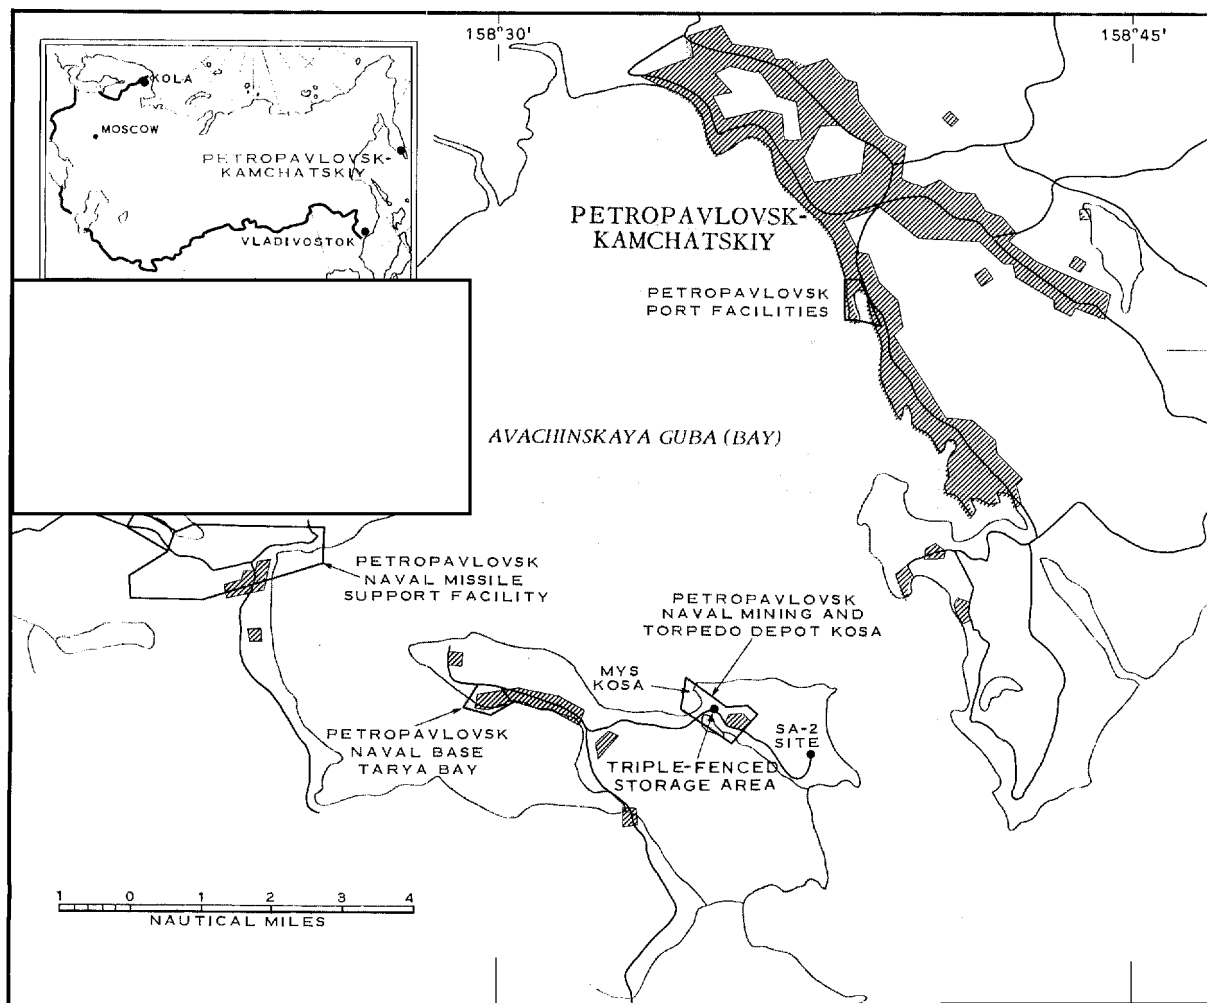 158°30'
158°45'
KOLA
MOSCOW
PETROPAVLOVSK-
KAMCHATSKIY
VLADIVOSTOK
PETROPAVLOVSK-
KAMCHATSKIY
PETROPAVLOVSK
PORT FACILITIES
AVACHINSKAYA GUBA (BAY)
PETROPAVLOVSK
NAVAL MISSILE
SUPPORT FACILITY
PETROPAVLOVSK
NAVAL MINING AND
TORPEDO DEPOT KOSA
MYS
KOSA
PETROPAVLOVSK
NAVAL BASE
TARYA BAY
SA-2
SITE
TRIPLE-FENCED
STORAGE AREA
1 0 1 2 3 4
NAUTICAL MILES